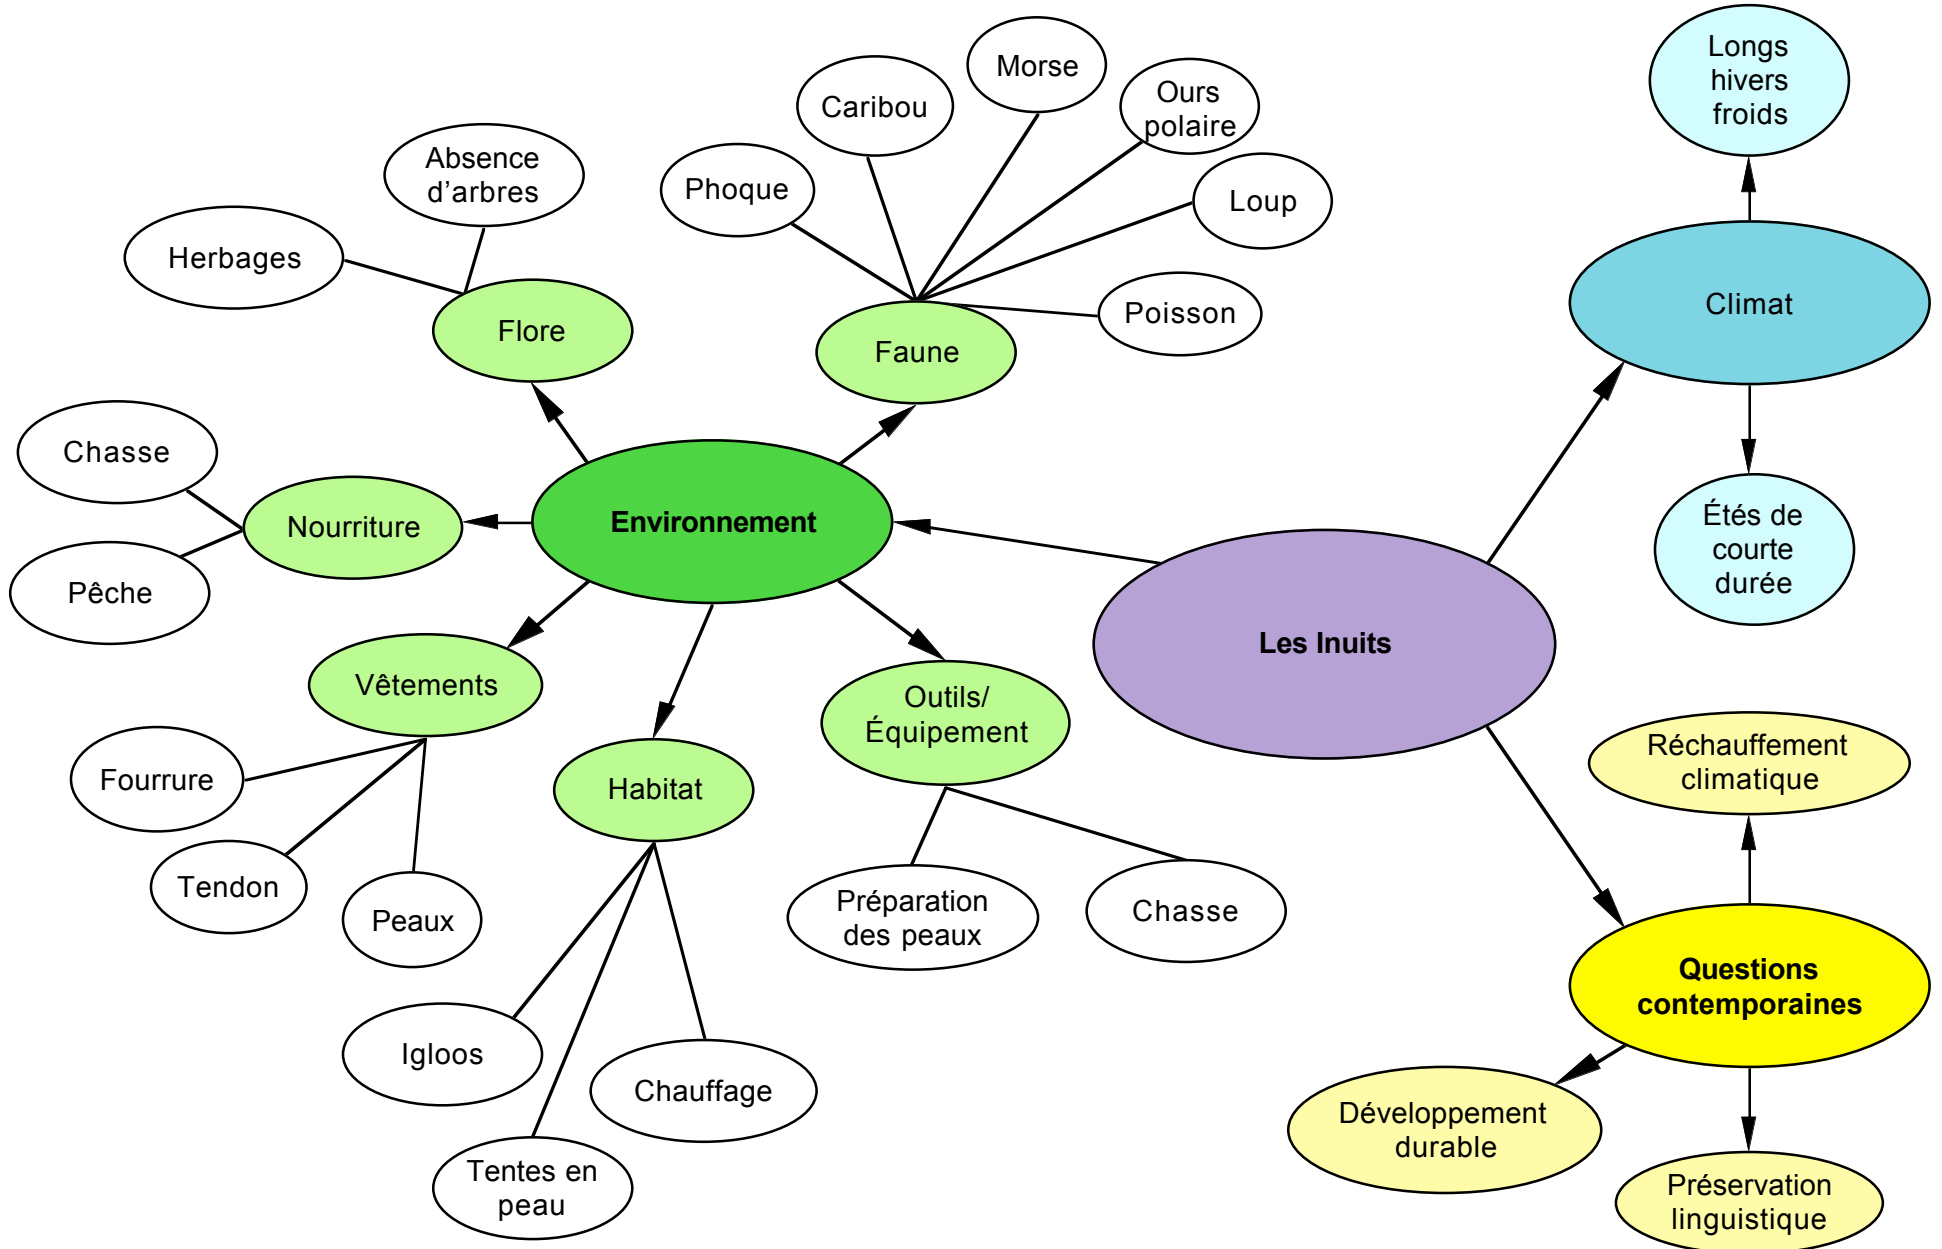 Longs
hivers
froids
Morse
Caribou
Ours
polaire
Absence
d'arbres
Phoque
Loup
Herbages
Climat
Poisson
Flore
Faune
Chasse
Nourriture
Environnement
Étés de
courte
durée
Pêche
Les Inuits
Vêtements
Outils/
Équipement
Réchauffement
climatique
Fourrure
Habitat
Tendon
Peaux
Préparation
des peaux
Chasse
Questions
contemporaines
Igloos
Chauffage
Développement
durable
Tentes en
peau
Préservation
linguistique